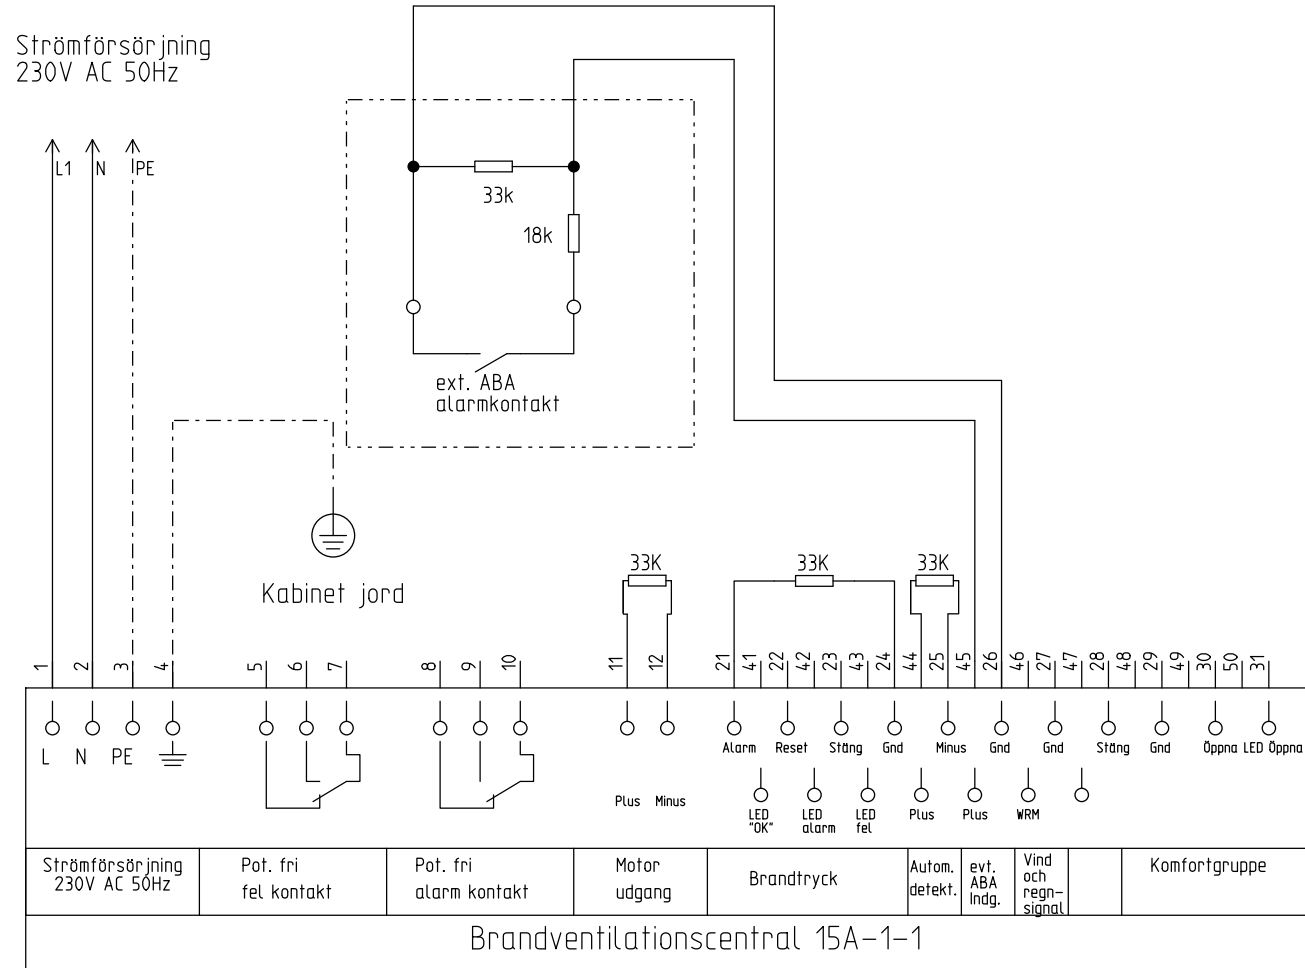 Strömförsörjning
230V AC 50Hz
L1 N PE
33k
18k
ext. ABA
alarmkontakt
Kabinet jord
33K 33K 33K
1 2 3 4 5 6 7 8 9 10 11 12 21 41 22 42 23 43 24 44 25 45 26 46 27 47 28 48 29 49 30 50 31
L N PE
Alarm Reset Stäng Gnd Minus Gnd Gnd Stäng Gnd Öppna LED Öppna
Plus Minus
LED "OK"
LED alarm
LED fel
Plus Plus WRM
Strömförsörjning
230V AC 50Hz
Pot. fri
fel kontakt
Pot. fri
alarm kontakt
Motor
udgang
Brandtryck
Autom.
detekt.
evt.
ABA
Indg.
Vind
och
regn-
signal
Komfortgruppe
Brandventilationscentral 15A-1-1